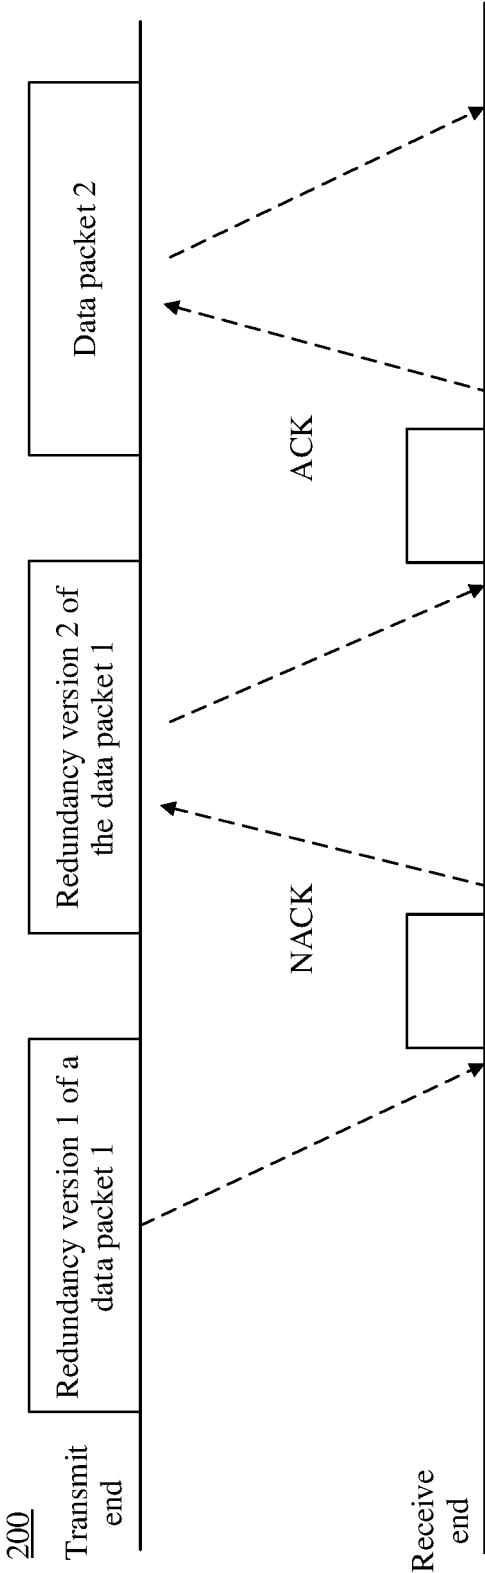 200
Transmit
end
Redundancy version 1 of a
data packet 1
Redundancy version 2 of
the data packet 1
Data packet 2
NACK
ACK
Receive
end